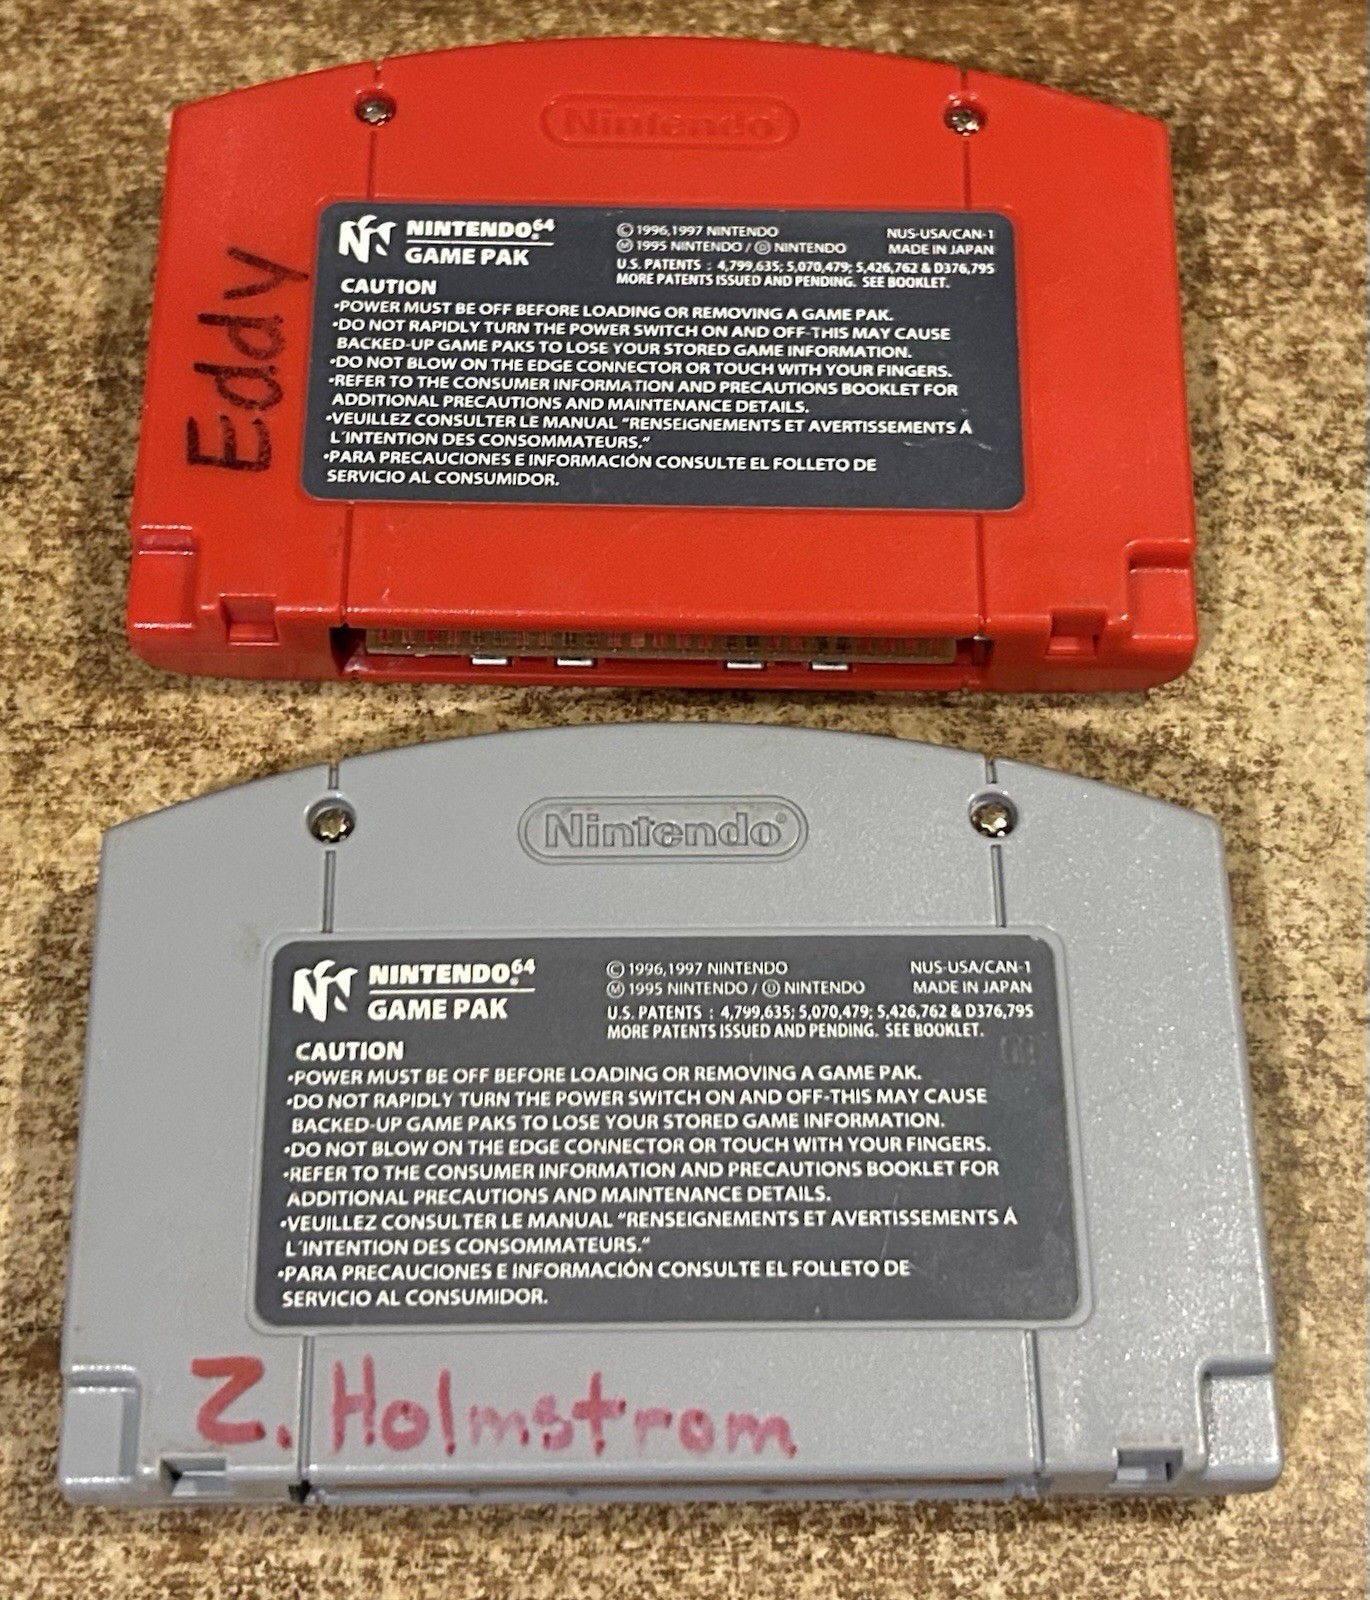 Nintendo
NINTENDO64
GAME PAK
© 1996,1997 NINTENDO
Ⓜ 1995 NINTENDO / Ⓓ NINTENDO
NUS-USA/CAN-1
MADE IN JAPAN
U.S. PATENTS : 4,799,635; 5,070,479; 5,426,762 & D376,795
MORE PATENTS ISSUED AND PENDING. SEE BOOKLET.
CAUTION
•POWER MUST BE OFF BEFORE LOADING OR REMOVING A GAME PAK.
•DO NOT RAPIDLY TURN THE POWER SWITCH ON AND OFF-THIS MAY CAUSE
BACKED-UP GAME PAKS TO LOSE YOUR STORED GAME INFORMATION.
•DO NOT BLOW ON THE EDGE CONNECTOR OR TOUCH WITH YOUR FINGERS.
•REFER TO THE CONSUMER INFORMATION AND PRECAUTIONS BOOKLET FOR
ADDITIONAL PRECAUTIONS AND MAINTENANCE DETAILS.
•VEUILLEZ CONSULTER LE MANUAL "RENSEIGNEMENTS ET AVERTISSEMENTS Á
L'INTENTION DES CONSOMMATEURS."
•PARA PRECAUCIONES E INFORMACIÓN CONSULTE EL FOLLETO DE
SERVICIO AL CONSUMIDOR.
Eddy
Nintendo®
NINTENDO64
GAME PAK
© 1996,1997 NINTENDO
Ⓜ 1995 NINTENDO / Ⓓ NINTENDO
NUS-USA/CAN-1
MADE IN JAPAN
U.S. PATENTS : 4,799,635; 5,070,479; 5,426,762 & D376,795
MORE PATENTS ISSUED AND PENDING. SEE BOOKLET.
CAUTION
•POWER MUST BE OFF BEFORE LOADING OR REMOVING A GAME PAK.
•DO NOT RAPIDLY TURN THE POWER SWITCH ON AND OFF-THIS MAY CAUSE
BACKED-UP GAME PAKS TO LOSE YOUR STORED GAME INFORMATION.
•DO NOT BLOW ON THE EDGE CONNECTOR OR TOUCH WITH YOUR FINGERS.
•REFER TO THE CONSUMER INFORMATION AND PRECAUTIONS BOOKLET FOR
ADDITIONAL PRECAUTIONS AND MAINTENANCE DETAILS.
•VEUILLEZ CONSULTER LE MANUAL "RENSEIGNEMENTS ET AVERTISSEMENTS Á
L'INTENTION DES CONSOMMATEURS."
•PARA PRECAUCIONES E INFORMACIÓN CONSULTE EL FOLLETO DE
SERVICIO AL CONSUMIDOR.
Z. Holmstrom